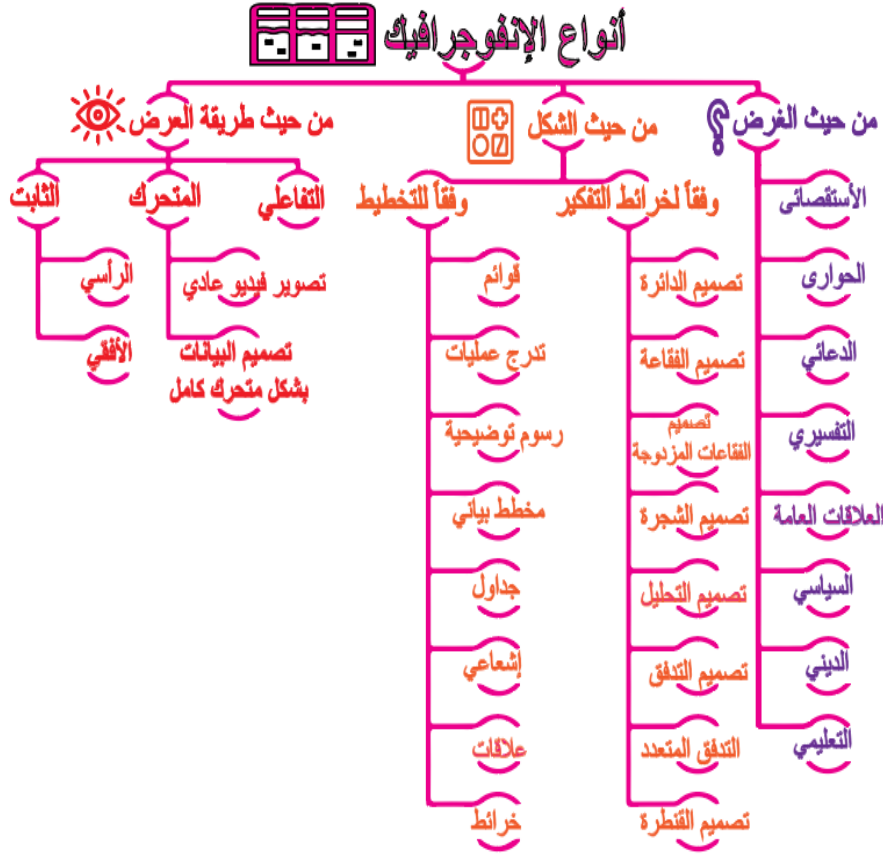 أنواع الإنفوجرافيك
من حيث الغرض
الأستقصائى
الحوارى
الدعائي
التفسيري
العلاقات العامة
السياسي
الديني
التعليمي
من حيث الشكل
وفقاً لخرائط التفكير
تصميم الدائرة
تصميم الفقاعة
تصميم
الفقاعات المزدوجة
تصميم الشجرة
تصميم التحليل
تصميم التدفق
التدفق المتعدد
تصميم القنطرة
وفقاً للتخطيط
قوائم
تدرج عمليات
رسوم توضيحية
مخطط بياني
جداول
إشعاعي
علاقات
خرائط
من حيث طريقة العرض
التفاعلي
المتحرك
تصوير فيديو عادي
تصميم البيانات
بشكل متحرك كامل
الثابت
الرأسي
الأفقي